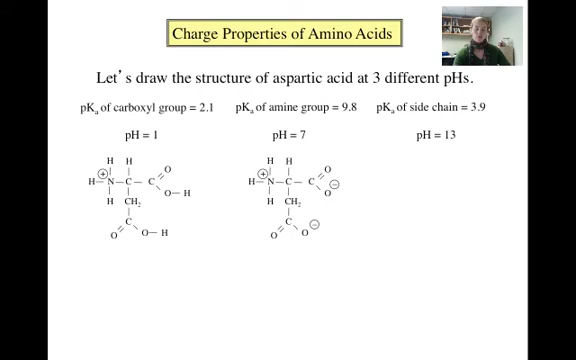 Charge Properties of Amino Acids
Let's draw the structure of aspartic acid at 3 different pHs.
pKa of carboxyl group = 2.1 pKa of amine group = 9.8 pKa of side chain = 3.9
pH = 1 pH = 7 pH = 13
H H O H H O
H–N–C–C H–N–C–C
O–H O
H CH2 H CH2
C C
O O–H O O